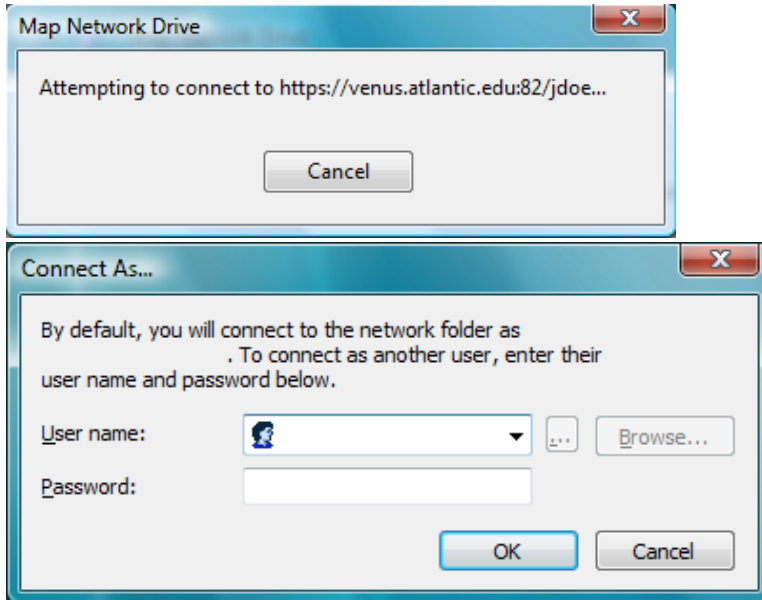 Map Network Drive
Attempting to connect to https://venus.atlantic.edu:82/jdoe...
Cancel
Connect As...
By default, you will connect to the network folder as
. To connect as another user, enter their
user name and password below.
User name:
... Browse...
Password:
OK Cancel